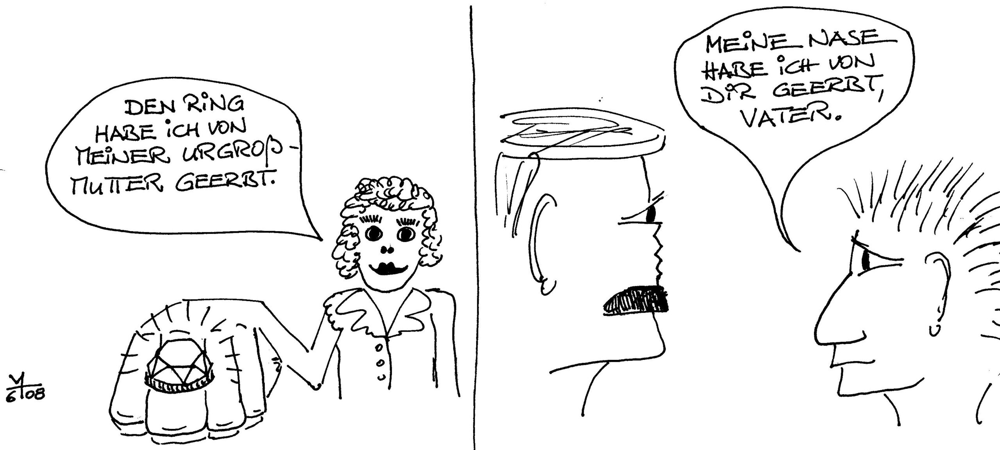 DEN RING
HABE ICH VON
MEINER URGROß-
MUTTER GEERBT.
MEINE NASE
HABE ICH VON
DIR GEERBT,
VATER.
6/08